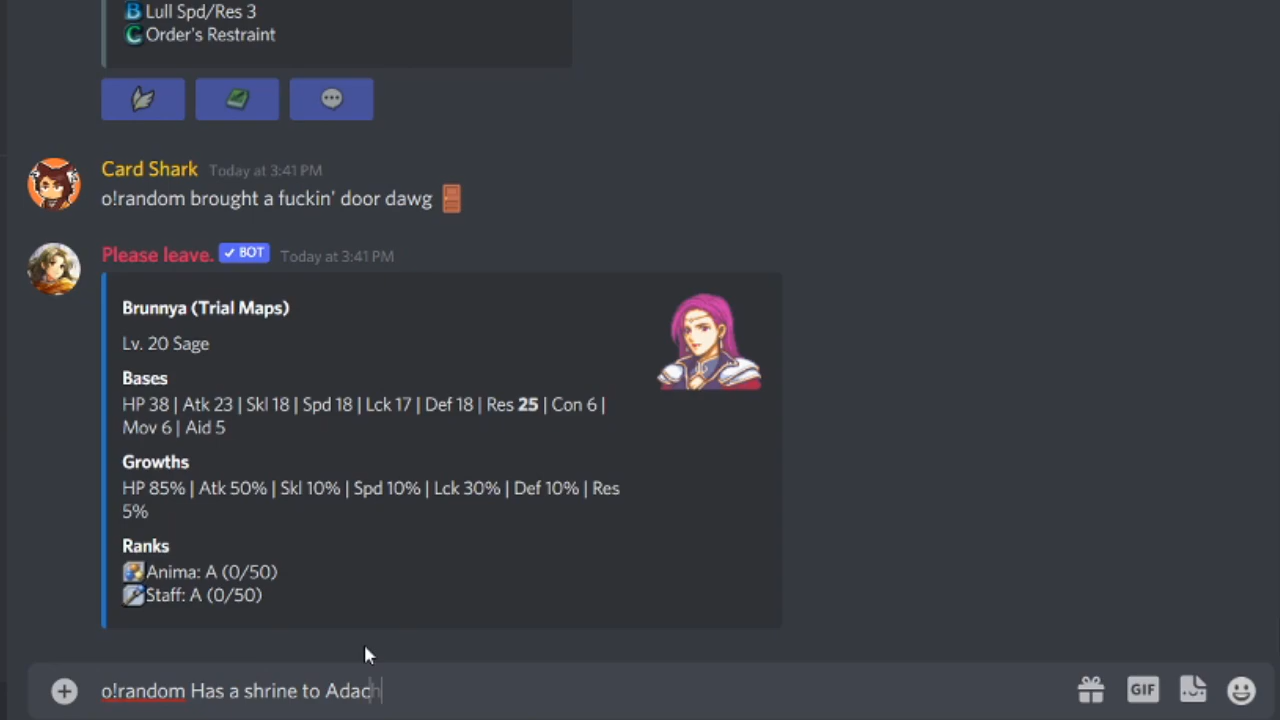 Lull Spd/Res 3
Order's Restraint
Card Shark Today at 3:41 PM
o!random brought a fuckin' door dawg 🚪
Please leave. ✓ BOT Today at 3:41 PM
Brunnya (Trial Maps)
Lv. 20 Sage
Bases
HP 38 | Atk 23 | Skl 18 | Spd 18 | Lck 17 | Def 18 | Res 25 | Con 6 |
Mov 6 | Aid 5
Growths
HP 85% | Atk 50% | Skl 10% | Spd 10% | Lck 30% | Def 10% | Res
5%
Ranks
Anima: A (0/50)
Staff: A (0/50)
o!random Has a shrine to Adach
GIF